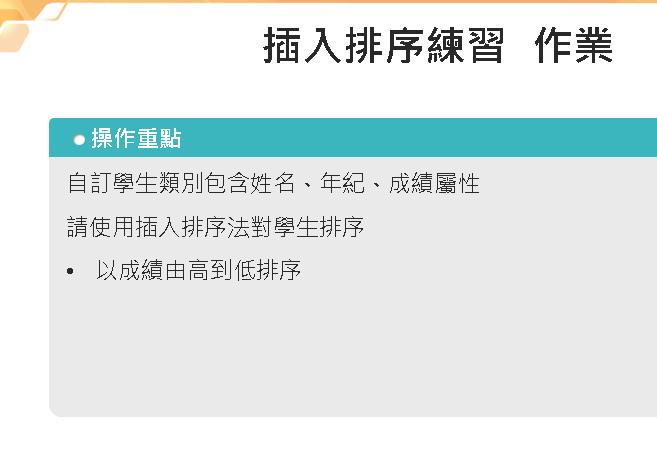 插入排序練習 作業
操作重點
自訂學生類別包含姓名、年紀、成績屬性
請使用插入排序法對學生排序
• 以成績由高到低排序